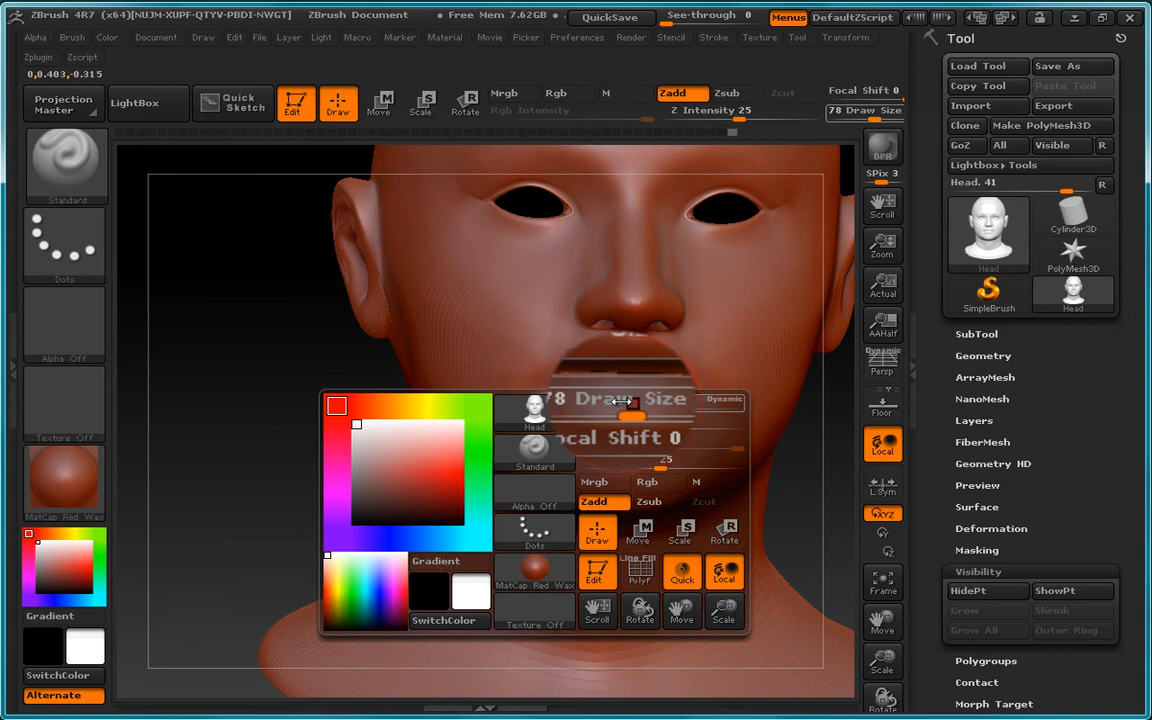 ZBrush 4R7 (x64)[NUJM-XUPF-QTYV-PBDI-NWGT] ZBrush Document • Free Mem 7.62GB • QuickSave See-through 0 Menus DefaultZScript
Alpha Brush Color Document Draw Edit File Layer Light Macro Marker Material Movie Picker Preferences Render Stencil Stroke Texture Tool Transform
Zplugin Zscript
0,0.403,-0.315
Projection Master
LightBox
Quick Sketch
Edit Draw Move Scale Rotate
Mrgb Rgb M Zadd Zsub Zcut Focal Shift 0
Rgb Intensity Z Intensity 25 78 Draw Size
Standard
Dots
Alpha Off
Texture Off
MatCap Red Wax
Gradient
SwitchColor
Alternate
78 Draw Size Dynamic
ocal Shift 0
25
Head
Standard
Alpha Off
Dots
MatCap Red Wax
Texture Off
Gradient
SwitchColor
Mrgb Rgb M
Zadd Zsub Zcut
Draw Move Scale Rotate
Line Fill
Edit PolyF Quick Local
Scroll Rotate Move Scale
BPR
SPix 3
Scroll
Zoom
Actual
AAHalf
Dynamic
Persp
Floor
Local
L.Sym
XYZ
Frame
Move
Scale
Rotate
Tool
Load Tool Save As
Copy Tool Paste Tool
Import Export
Clone Make PolyMesh3D
GoZ All Visible R
Lightbox▸Tools
Head. 41 R
Head Cylinder3D
PolyMesh3D
SimpleBrush Head
SubTool
Geometry
ArrayMesh
NanoMesh
Layers
FiberMesh
Geometry HD
Preview
Surface
Deformation
Masking
Visibility
HidePt ShowPt
Grow Shrink
Grow All Outer Ring
Polygroups
Contact
Morph Target